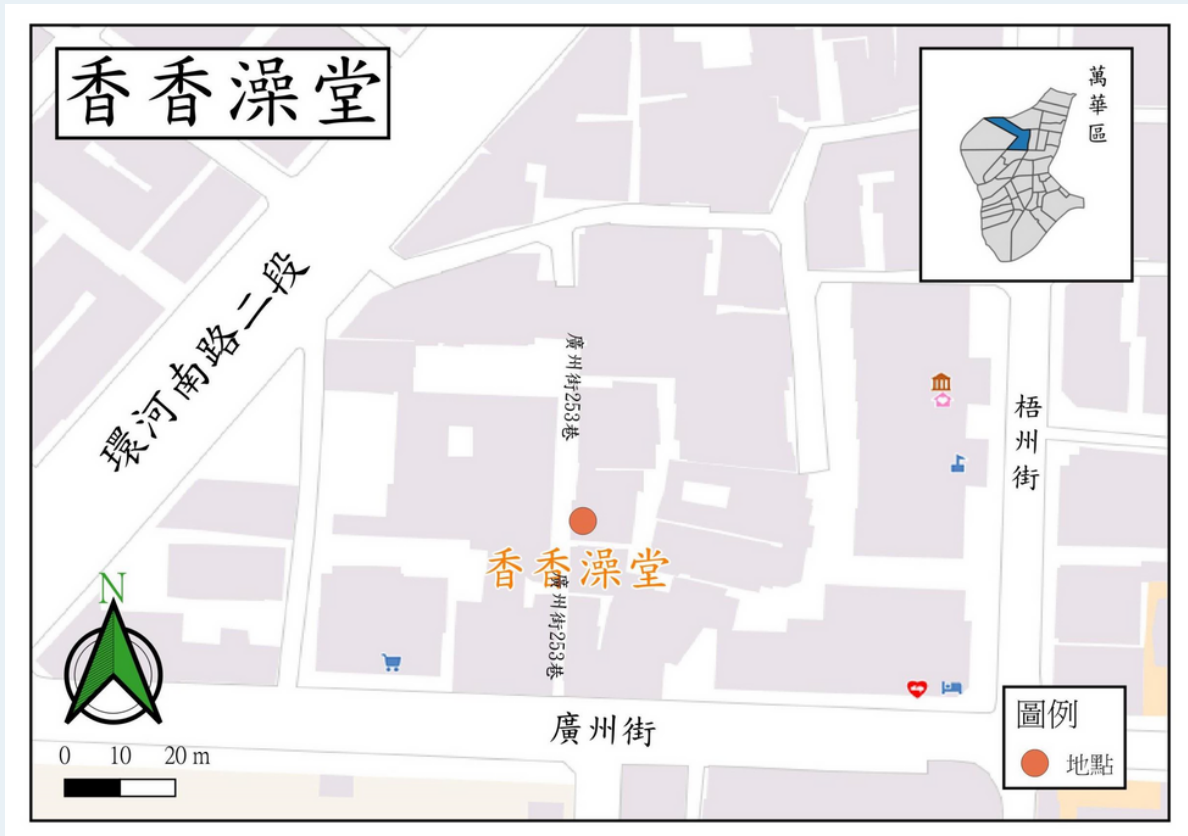 香香澡堂
萬華區
環河南路二段
廣州街253巷
梧州街
香香澡堂
廣州街253巷
N
0 10 20 m
廣州街
圖例
地點